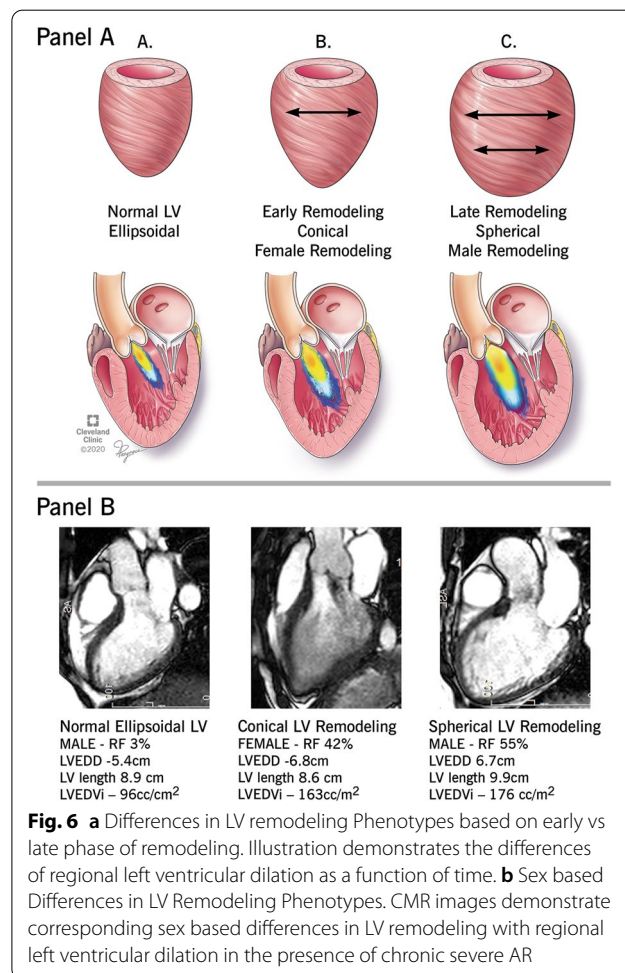 Panel A
A.
B.
C.
Normal LV
Ellipsoidal
Early Remodeling
Conical
Female Remodeling
Late Remodeling
Spherical
Male Remodeling
Cleveland
Clinic
©2020
Panel B
Normal Ellipsoidal LV
MALE - RF 3%
LVEDD -5.4cm
LV length 8.9 cm
LVEDVi – 96cc/cm²
Conical LV Remodeling
FEMALE - RF 42%
LVEDD -6.8cm
LV length 8.6 cm
LVEDVi – 163cc/m²
Spherical LV Remodeling
MALE - RF 55%
LVEDD 6.7cm
LV length 9.9cm
LVEDVi – 176 cc/m²
Fig. 6 a Differences in LV remodeling Phenotypes based on early vs
late phase of remodeling. Illustration demonstrates the differences
of regional left ventricular dilation as a function of time. b Sex based
Differences in LV Remodeling Phenotypes. CMR images demonstrate
corresponding sex based differences in LV remodeling with regional
left ventricular dilation in the presence of chronic severe AR